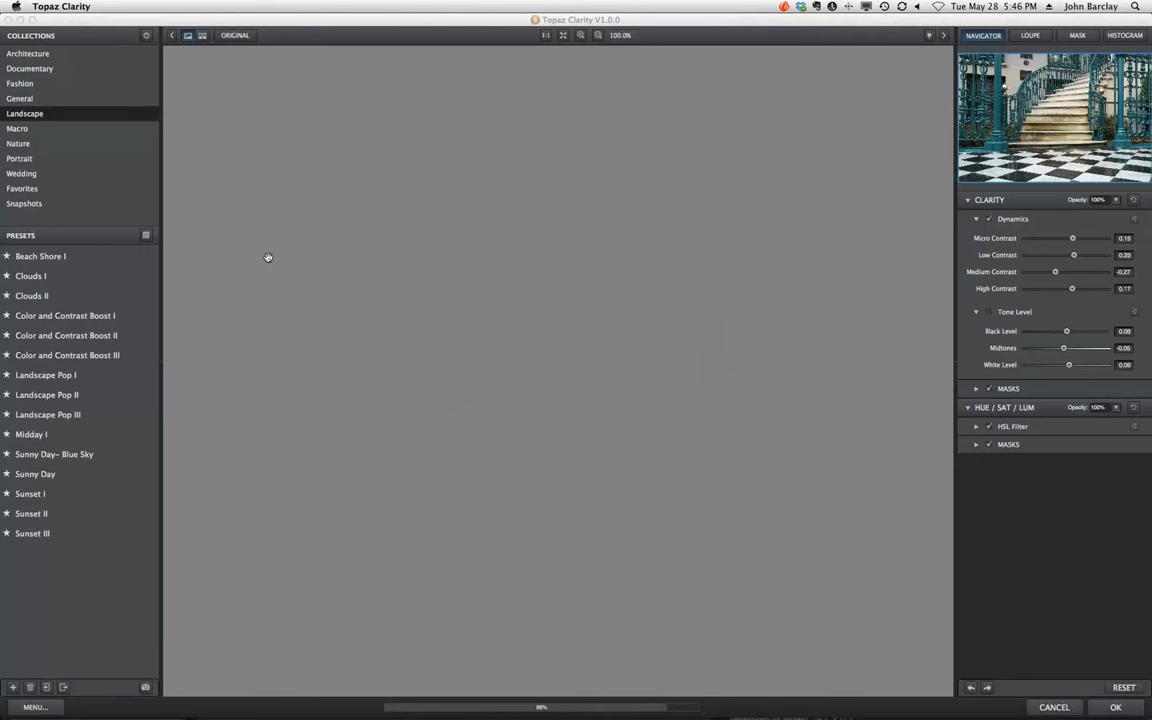 Topaz Clarity
Tue May 28 5:46 PM
John Barclay
Topaz Clarity V1.0.0
COLLECTIONS
ORIGINAL
1:1
100.0%
NAVIGATOR
LOUPE
MASK
HISTOGRAM
Architecture
Documentary
Fashion
General
Landscape
Macro
Nature
Portrait
Wedding
Favorites
Snapshots
PRESETS
Beach Shore I
Clouds I
Clouds II
Color and Contrast Boost I
Color and Contrast Boost II
Color and Contrast Boost III
Landscape Pop I
Landscape Pop II
Landscape Pop III
Midday I
Sunny Day- Blue Sky
Sunny Day
Sunset I
Sunset II
Sunset III
CLARITY Opacity: 100%
Dynamics
Micro Contrast 0.19
Low Contrast 0.20
Medium Contrast -0.27
High Contrast 0.17
Tone Level
Black Level 0.08
Midtones -0.05
White Level 0.09
MASKS
HUE / SAT / LUM Opacity: 100%
HSL Filter
MASKS
RESET
MENU...
88%
CANCEL
OK